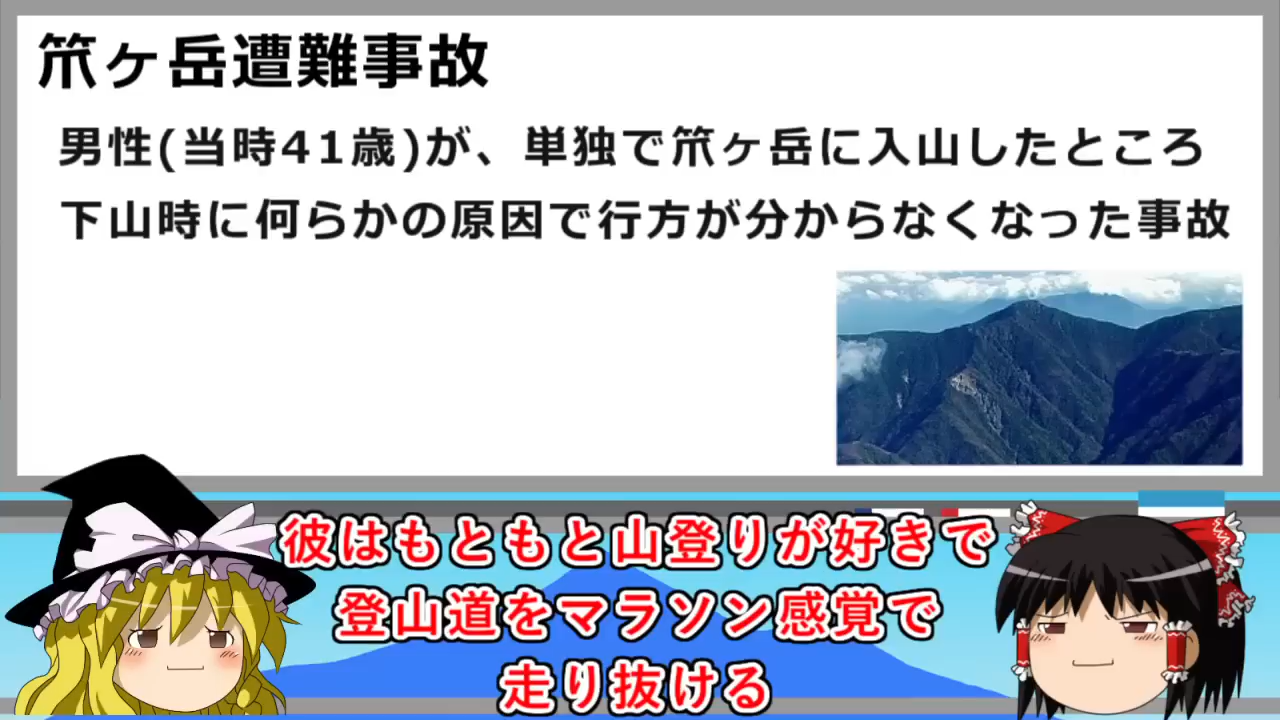 笊ヶ岳遭難事故
男性(当時41歳)が、単独で笊ヶ岳に入山したところ
下山時に何らかの原因で行方が分からなくなった事故
彼はもともと山登りが好きで
登山道をマラソン感覚で
走り抜ける